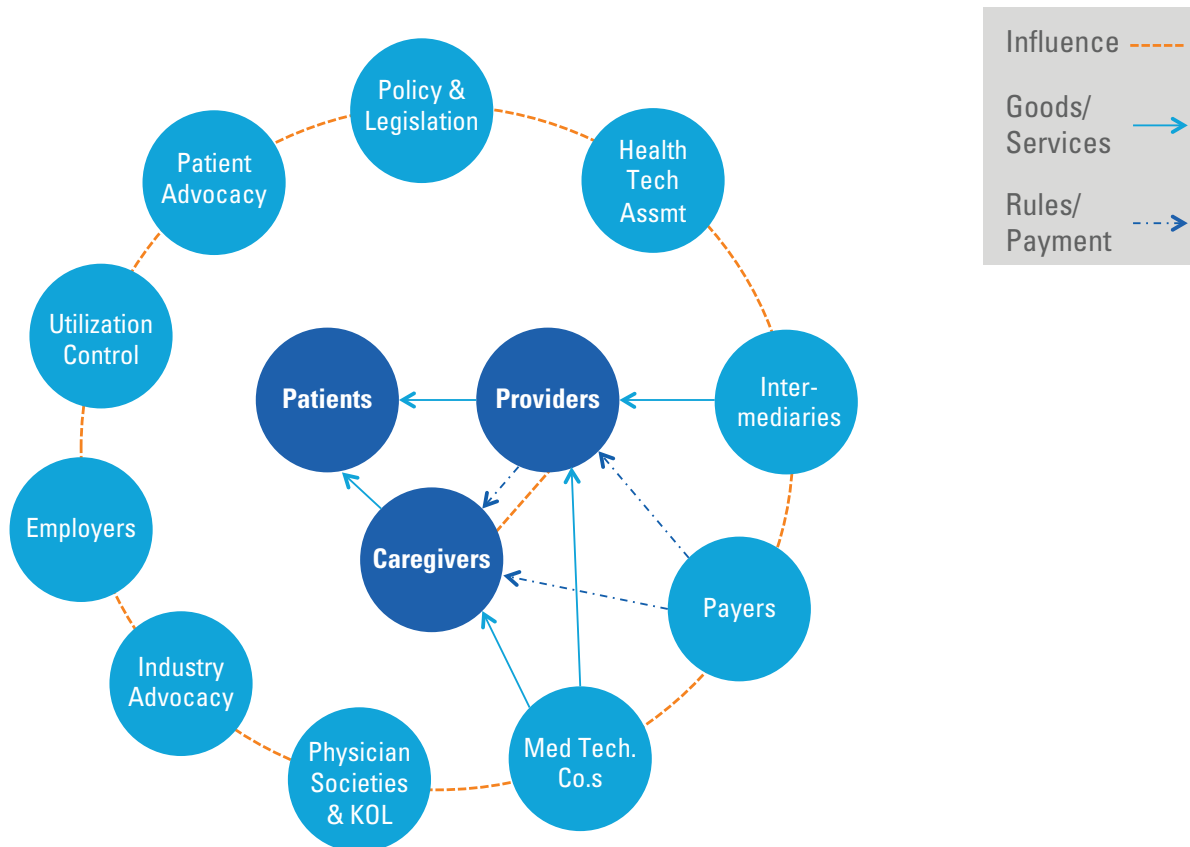 Influence
Goods/
Services
Rules/
Payment
Policy &
Legislation
Health
Tech
Assmt
Patient
Advocacy
Utilization
Control
Patients
Providers
Inter-
mediaries
Employers
Caregivers
Payers
Industry
Advocacy
Physician
Societies
& KOL
Med Tech.
Co.s